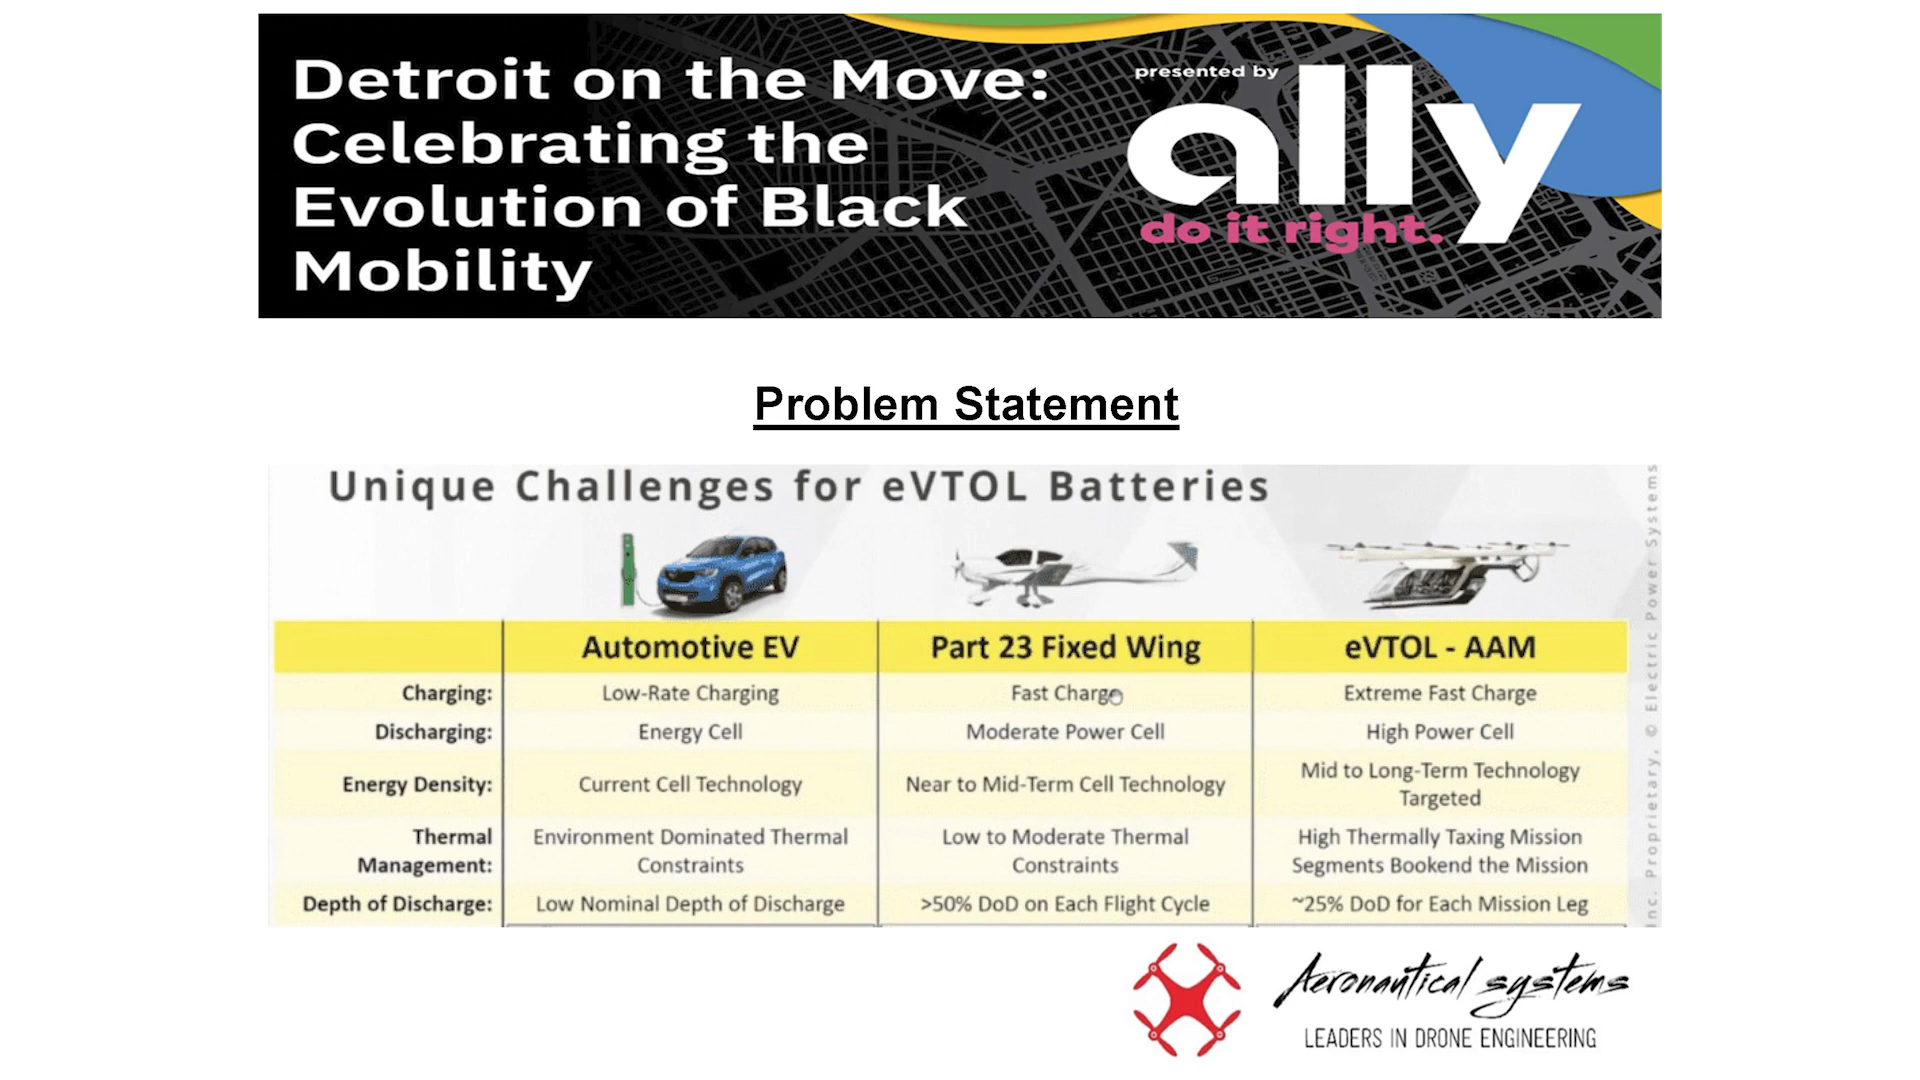 Detroit on the Move:
Celebrating the
Evolution of Black
Mobility
presented by
ally
do it right.
Problem Statement
Unique Challenges for eVTOL Batteries
Automotive EV Part 23 Fixed Wing eVTOL - AAM
Charging: Low-Rate Charging Fast Charge Extreme Fast Charge
Discharging: Energy Cell Moderate Power Cell High Power Cell
Energy Density: Current Cell Technology Near to Mid-Term Cell Technology Mid to Long-Term Technology
Targeted
Thermal Environment Dominated Thermal Low to Moderate Thermal High Thermally Taxing Mission
Management: Constraints Constraints Segments Bookend the Mission
Depth of Discharge: Low Nominal Depth of Discharge >50% DoD on Each Flight Cycle ~25% DoD for Each Mission Leg
Inc. Proprietary, © Electric Power Systems
Aeronautical systems
LEADERS IN DRONE ENGINEERING